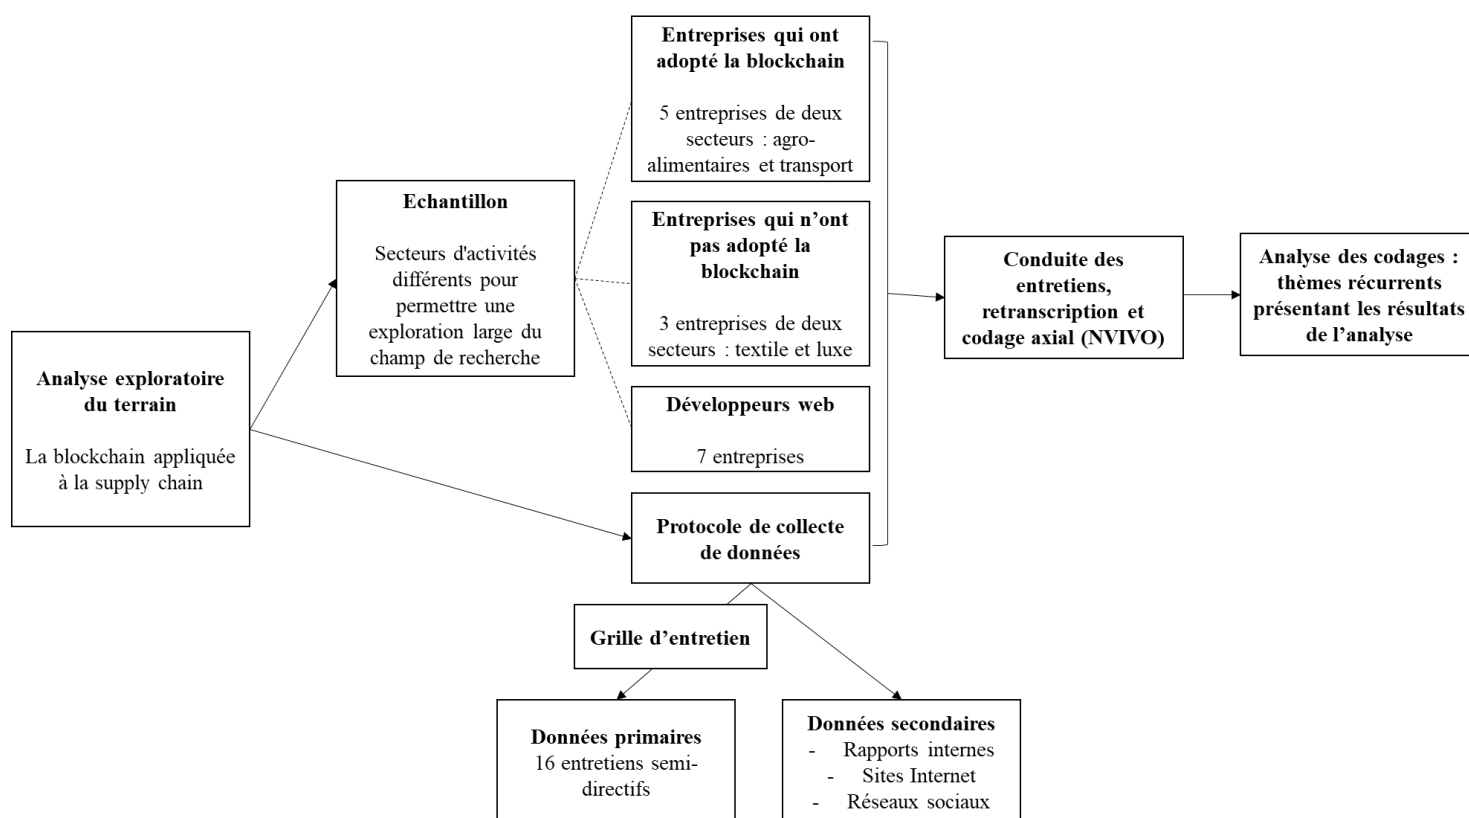 Analyse exploratoire
du terrain
La blockchain appliquée
à la supply chain
Echantillon
Secteurs d'activités
différents pour
permettre une
exploration large du
champ de recherche
Entreprises qui ont
adopté la blockchain
5 entreprises de deux
secteurs : agro-
alimentaires et transport
Entreprises qui n’ont
pas adopté la
blockchain
3 entreprises de deux
secteurs : textile et luxe
Développeurs web
7 entreprises
Protocole de collecte
de données
Grille d’entretien
Données primaires
16 entretiens semi-
directifs
Données secondaires
- Rapports internes
- Sites Internet
- Réseaux sociaux
Conduite des
entretiens,
retranscription et
codage axial (NVIVO)
Analyse des codages :
thèmes récurrents
présentant les résultats
de l’analyse